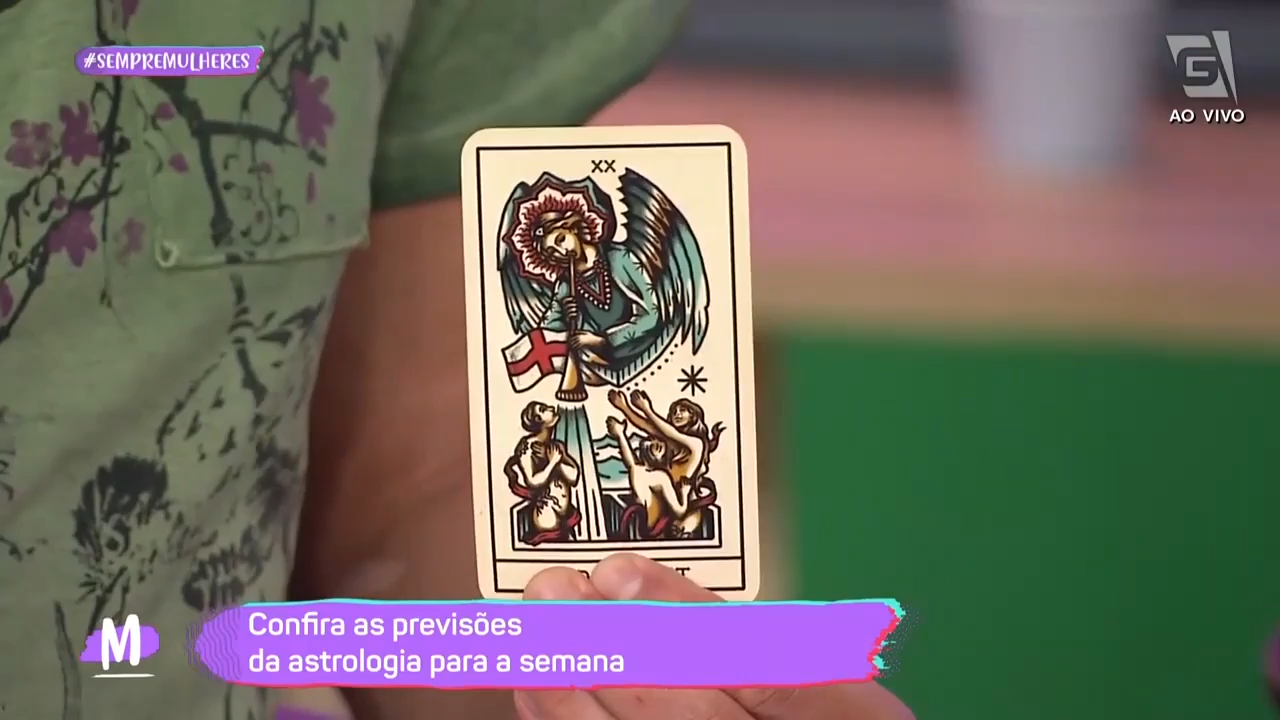 #SEMPREMULHERES
G
AO VIVO
XX
M
Confira as previsões
da astrologia para a semana